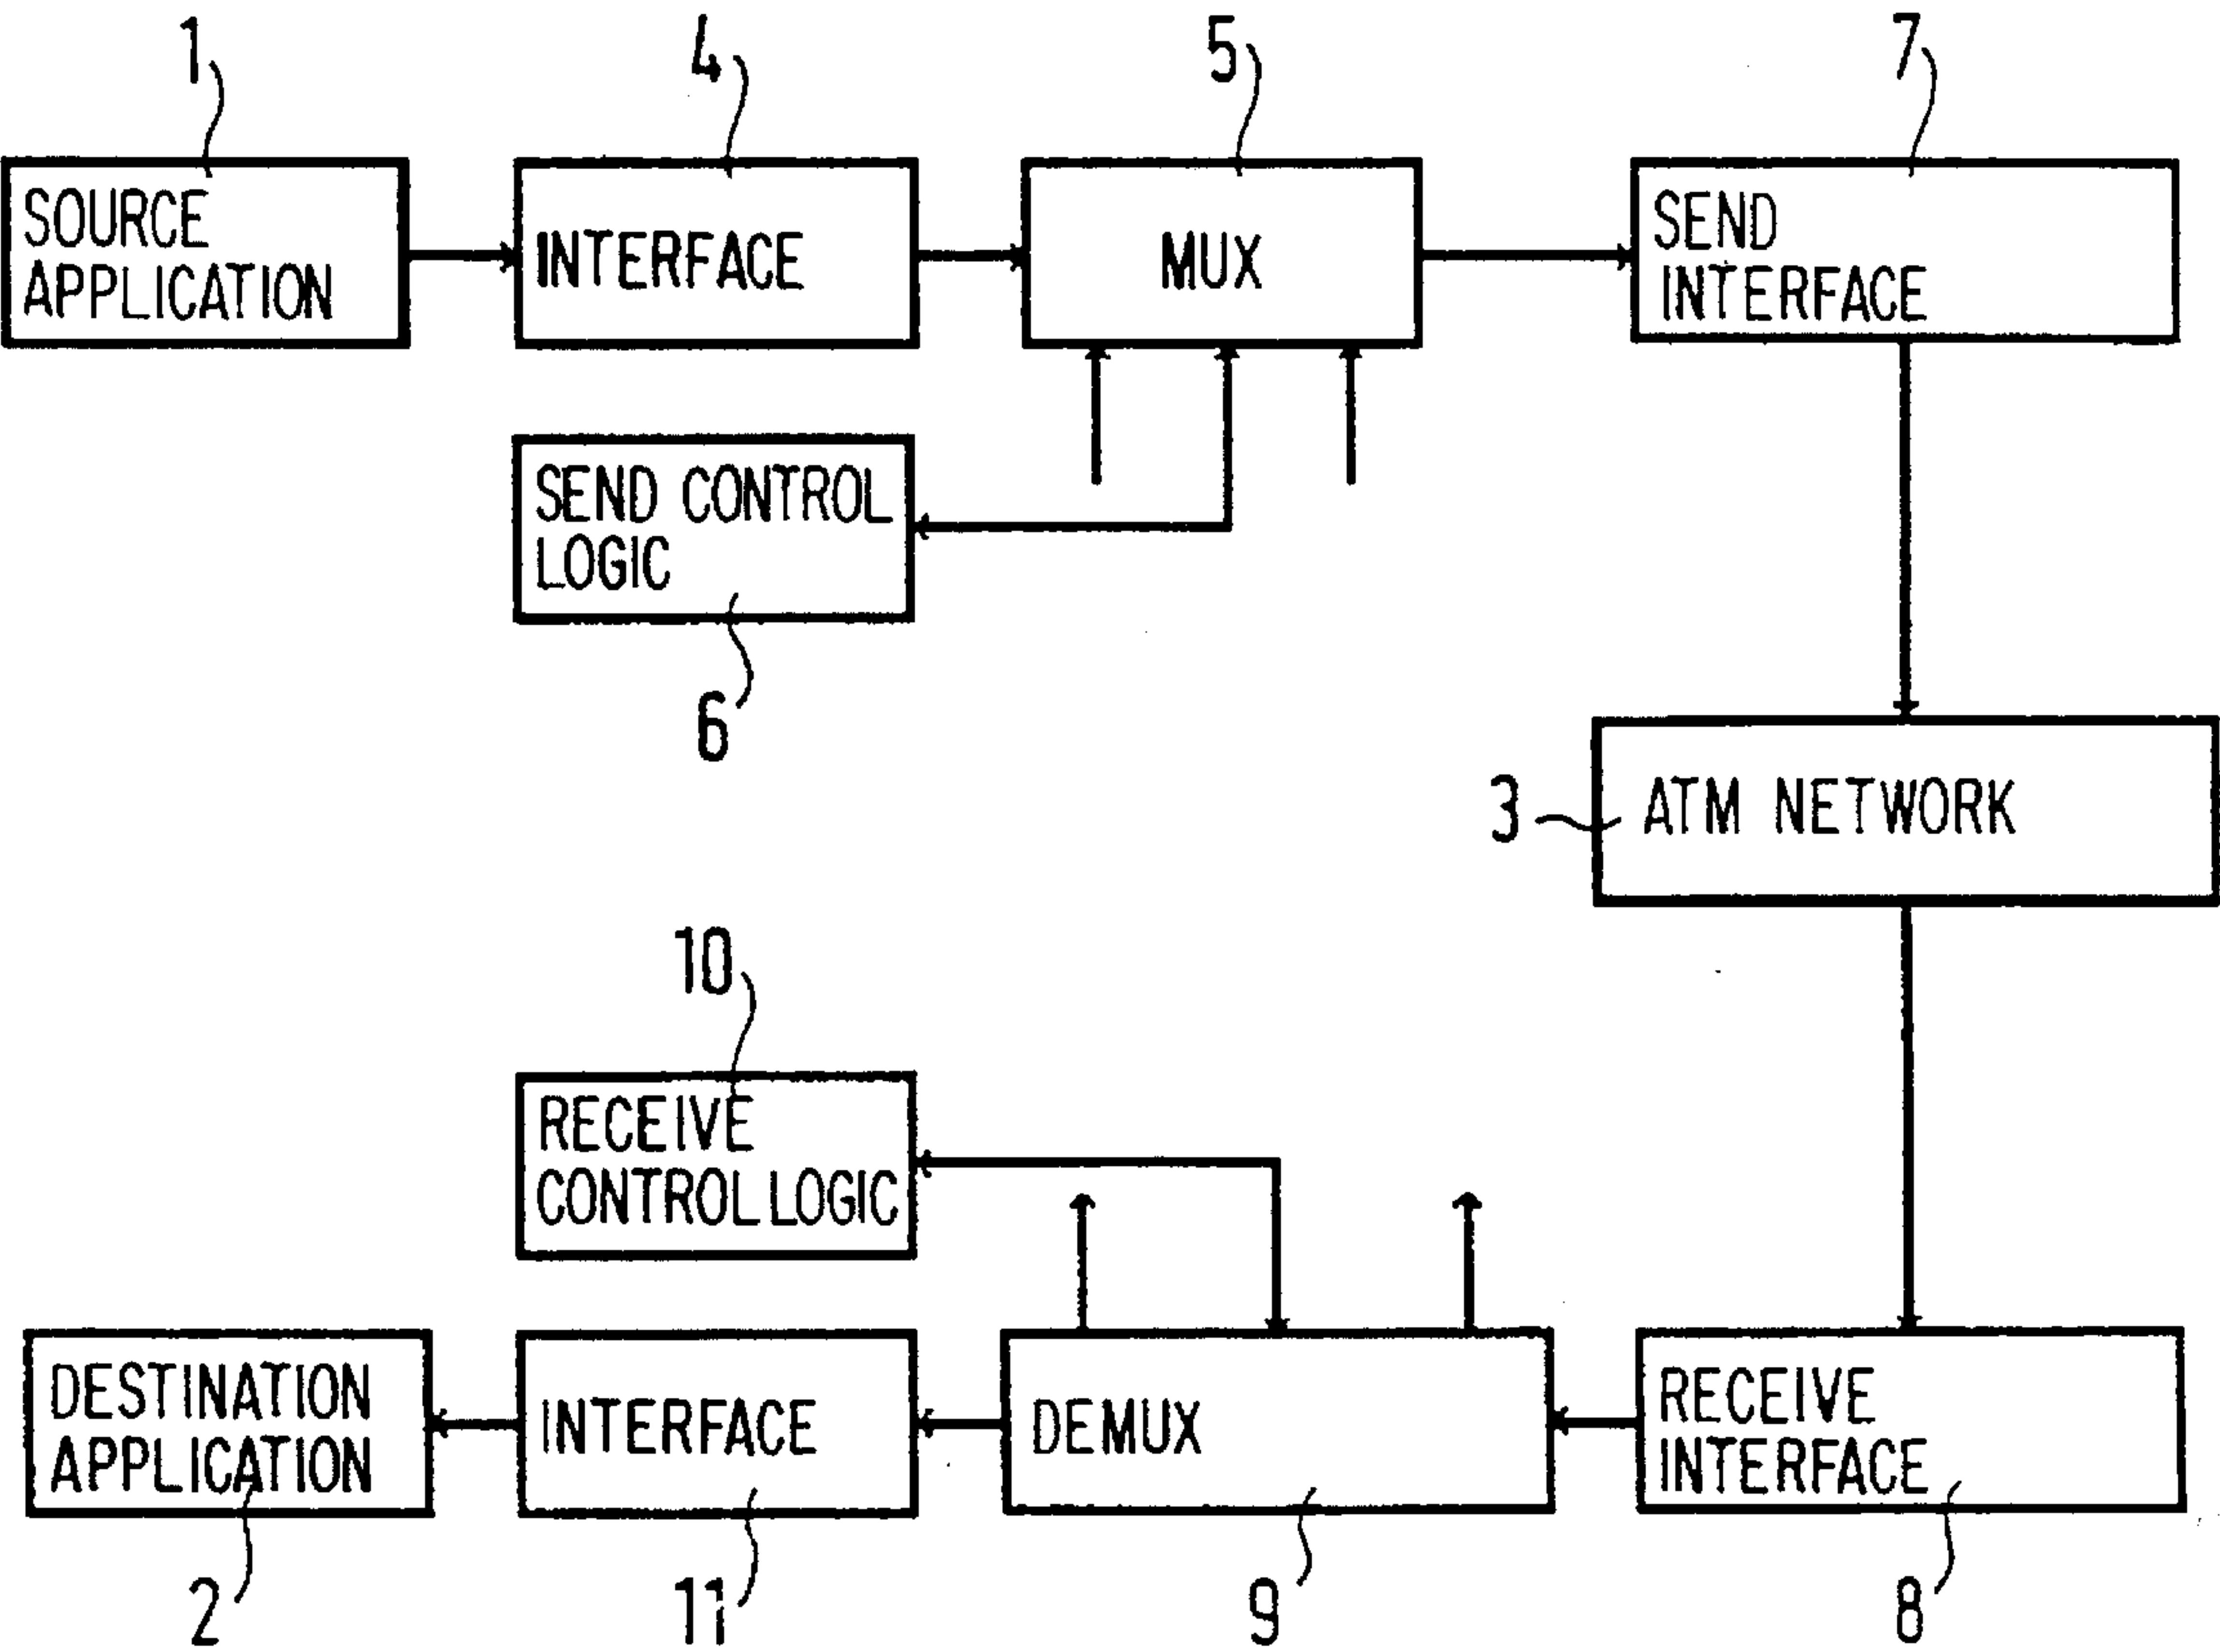 1
4
5
7
SOURCE
APPLICATION
INTERFACE
MUX
SEND
INTERFACE
SEND CONTROL
LOGIC
6
3
ATM NETWORK
10
RECEIVE
CONTROL LOGIC
DESTINATION
APPLICATION
INTERFACE
DEMUX
RECEIVE
INTERFACE
2
11
9
8